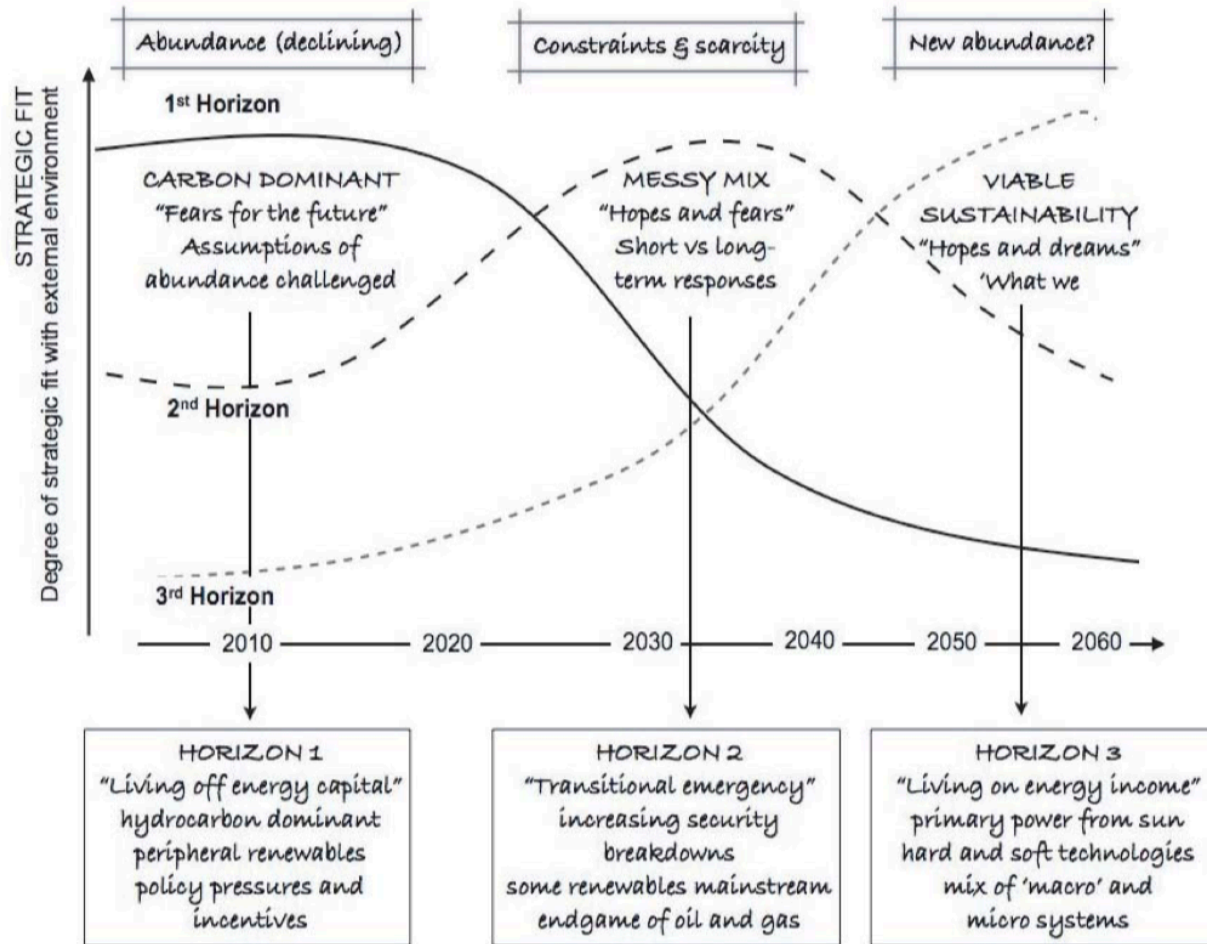 Abundance (declining)
Constraints & scarcity
New abundance?
STRATEGIC FIT
Degree of strategic fit with external environment
1st Horizon
CARBON DOMINANT
“Fears for the future”
Assumptions of
abundance challenged
MESSY MIX
“Hopes and fears”
Short vs long-
term responses
VIABLE
SUSTAINABILITY
“Hopes and dreams”
‘What we
2nd Horizon
3rd Horizon
2010
2020
2030
2040
2050
2060
HORIZON 1
“Living off energy capital”
hydrocarbon dominant
peripheral renewables
policy pressures and
incentives
HORIZON 2
“Transitional emergency”
increasing security
breakdowns
some renewables mainstream
endgame of oil and gas
HORIZON 3
“Living on energy income”
primary power from sun
hard and soft technologies
mix of ‘macro’ and
micro systems